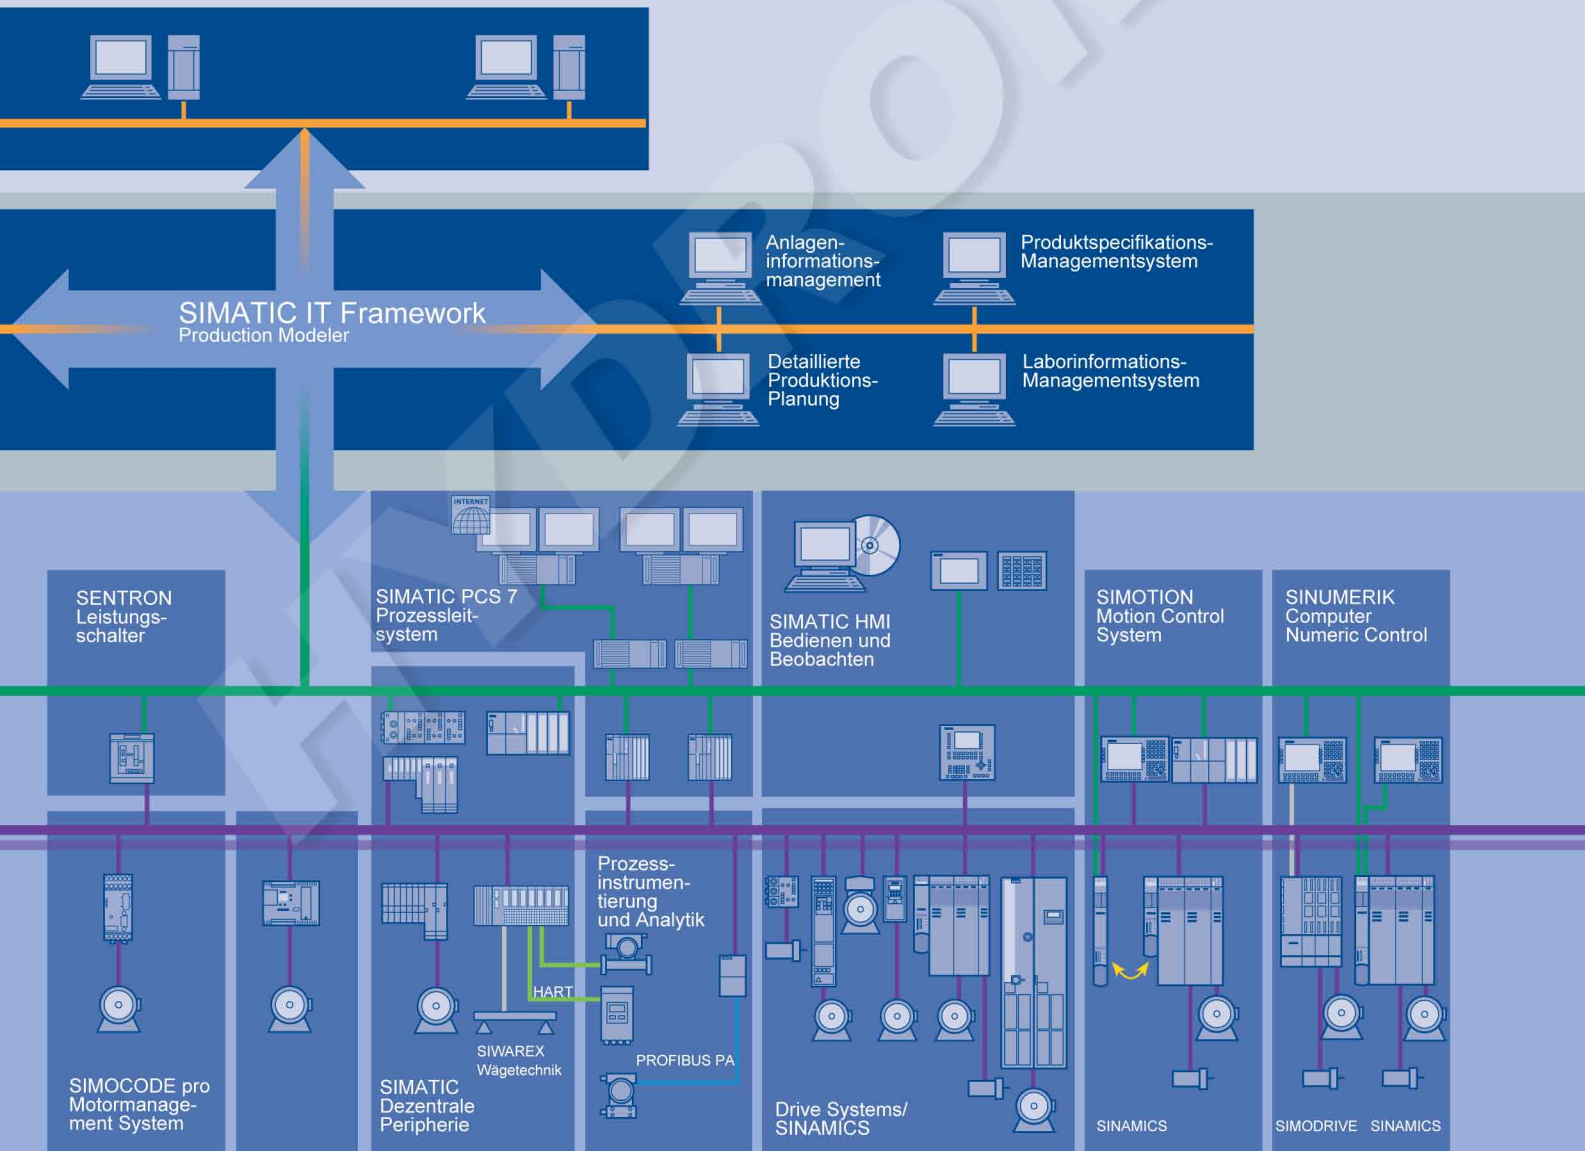 Anlagen-
informations-
management
Produktspecifikations-
Managementsystem
SIMATIC IT Framework
Production Modeler
Detaillierte
Produktions-
Planung
Laborinformations-
Managementsystem
INTERNET
SENTRON
Leistungs-
schalter
SIMATIC PCS 7
Prozessleit-
system
SIMATIC HMI
Bedienen und
Beobachten
SIMOTION
Motion Control
System
SINUMERIK
Computer
Numeric Control
Prozess-
instrumen-
tierung
und Analytik
HART
SIWAREX
Wägetechnik
PROFIBUS PA
SIMOCODE pro
Motormanage-
ment System
SIMATIC
Dezentrale
Peripherie
Drive Systems/
SINAMICS
SINAMICS
SIMODRIVE
SINAMICS